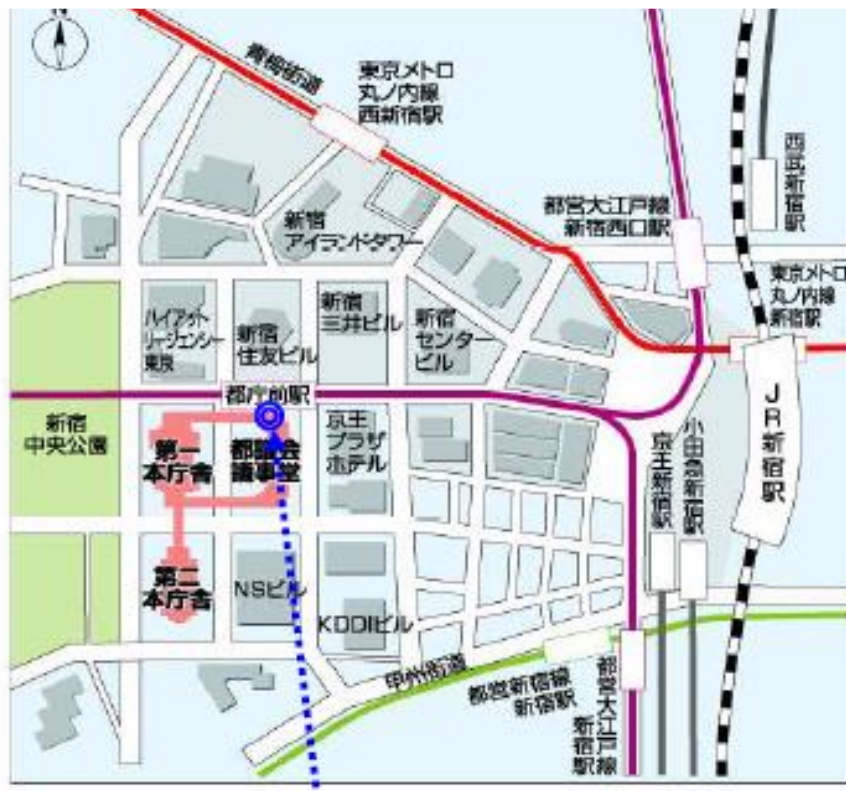 N
青梅街道
東京メトロ
丸ノ内線
西新宿駅
西武新宿駅
都営大江戸線
新宿西口駅
新宿
アイランドタワー
東京メトロ
丸ノ内線
新宿駅
ハイアット
リージェンシー
東京
新宿
住友ビル
新宿
三井ビル
新宿
センター
ビル
都庁前駅
JR新宿駅
小田急新宿駅
京王新宿駅
新宿
中央公園
第一
本庁舎
都議会
議事堂
京王
プラザ
ホテル
第二
本庁舎
NSビル
KDDIビル
甲州街道
都営新宿線
新宿駅
都営大江戸線
新宿駅